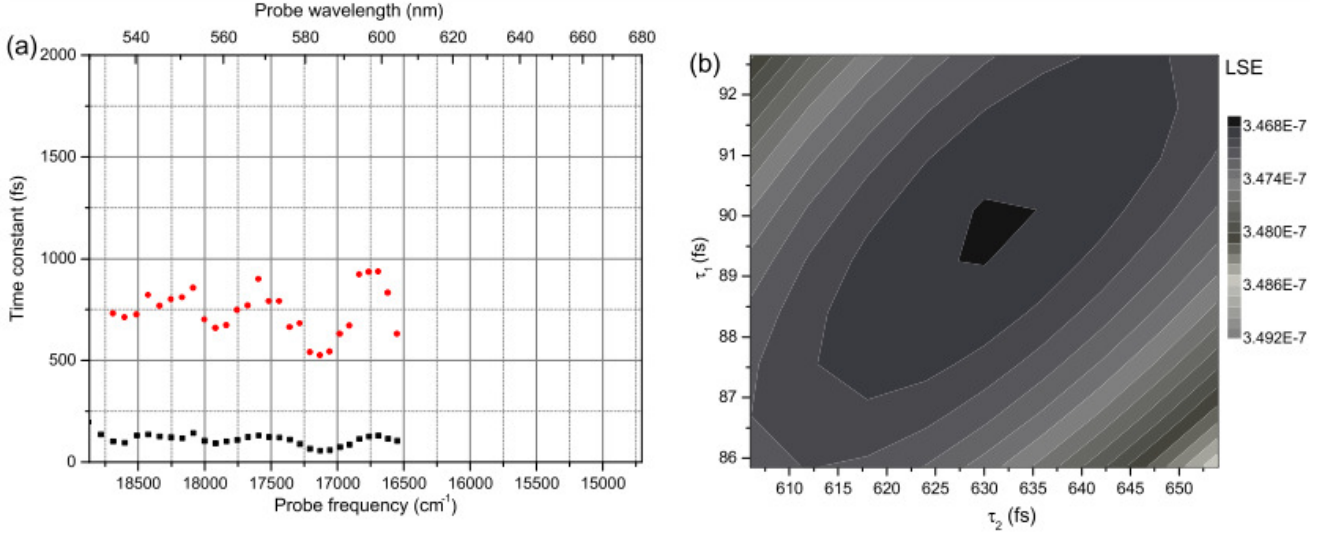 Probe wavelength (nm)
(a)
540 560 580 600 620 640 660 680
2000
1500
1000
500
0
Time constant (fs)
18500 18000 17500 17000 16500 16000 15500 15000
Probe frequency (cm⁻¹)
(b)
92
91
90
89
88
87
86
τ₁ (fs)
610 615 620 625 630 635 640 645 650
τ₂ (fs)
LSE
3.468E-7
3.474E-7
3.480E-7
3.486E-7
3.492E-7